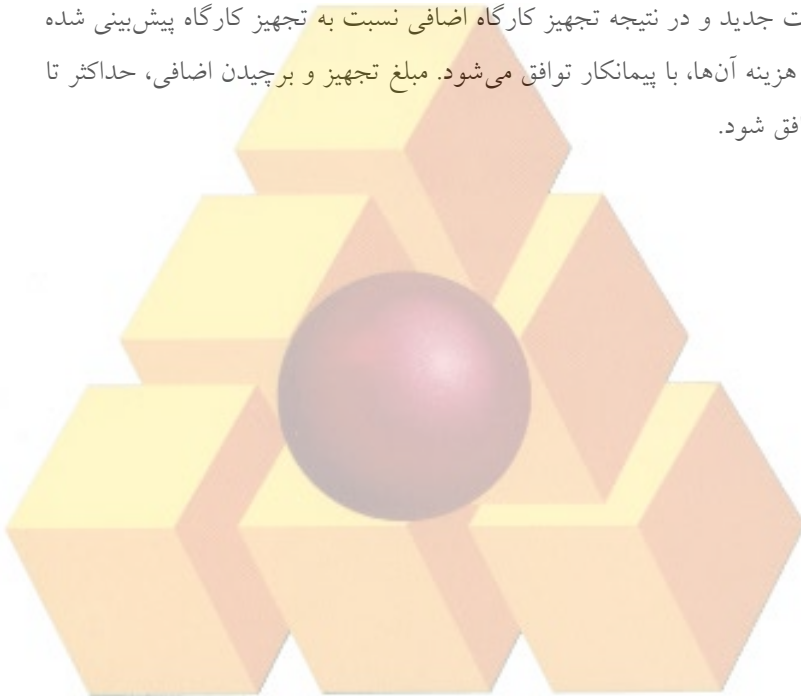 ت جدید و در نتیجه تجهیز کارگاه اضافی نسبت به تجهیز کارگاه پیش‌بینی شده
هزینه آن‌ها، با پیمانکار توافق می‌شود. مبلغ تجهیز و برچیدن اضافی، حداکثر تا
افق شود.